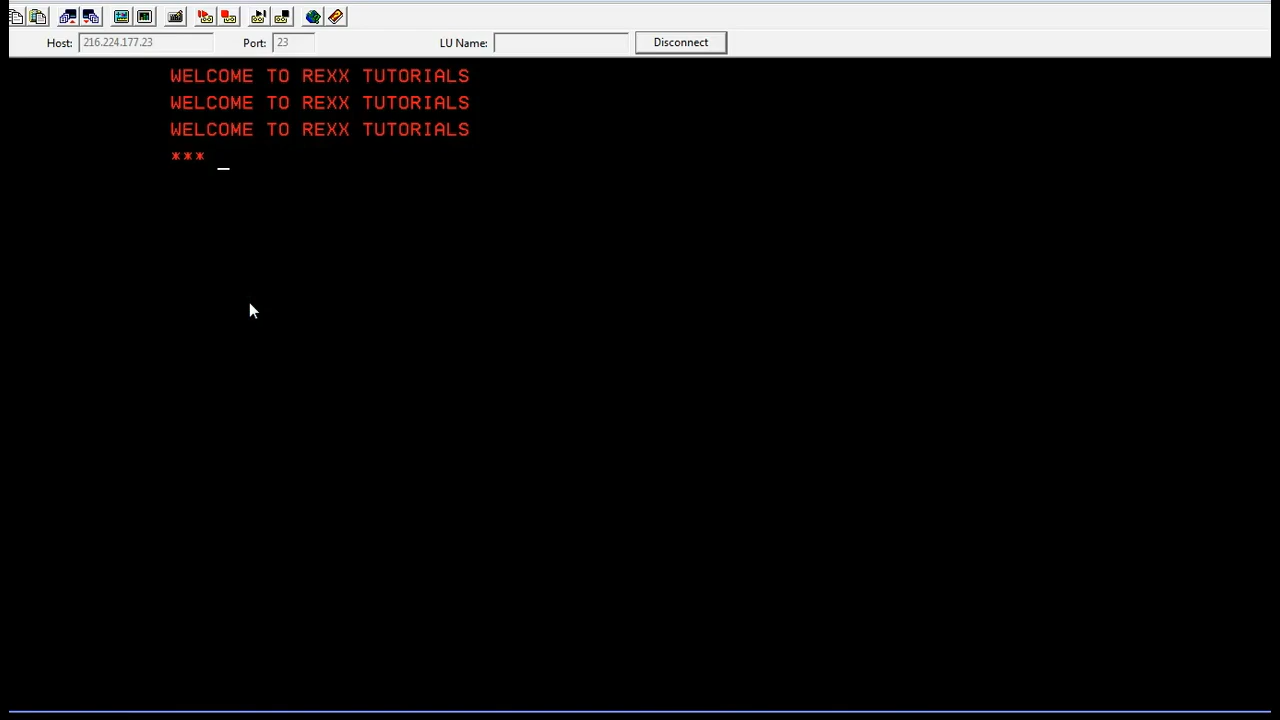 Host: 216.224.177.23 Port: 23 LU Name: Disconnect
WELCOME TO REXX TUTORIALS
WELCOME TO REXX TUTORIALS
WELCOME TO REXX TUTORIALS
*** _